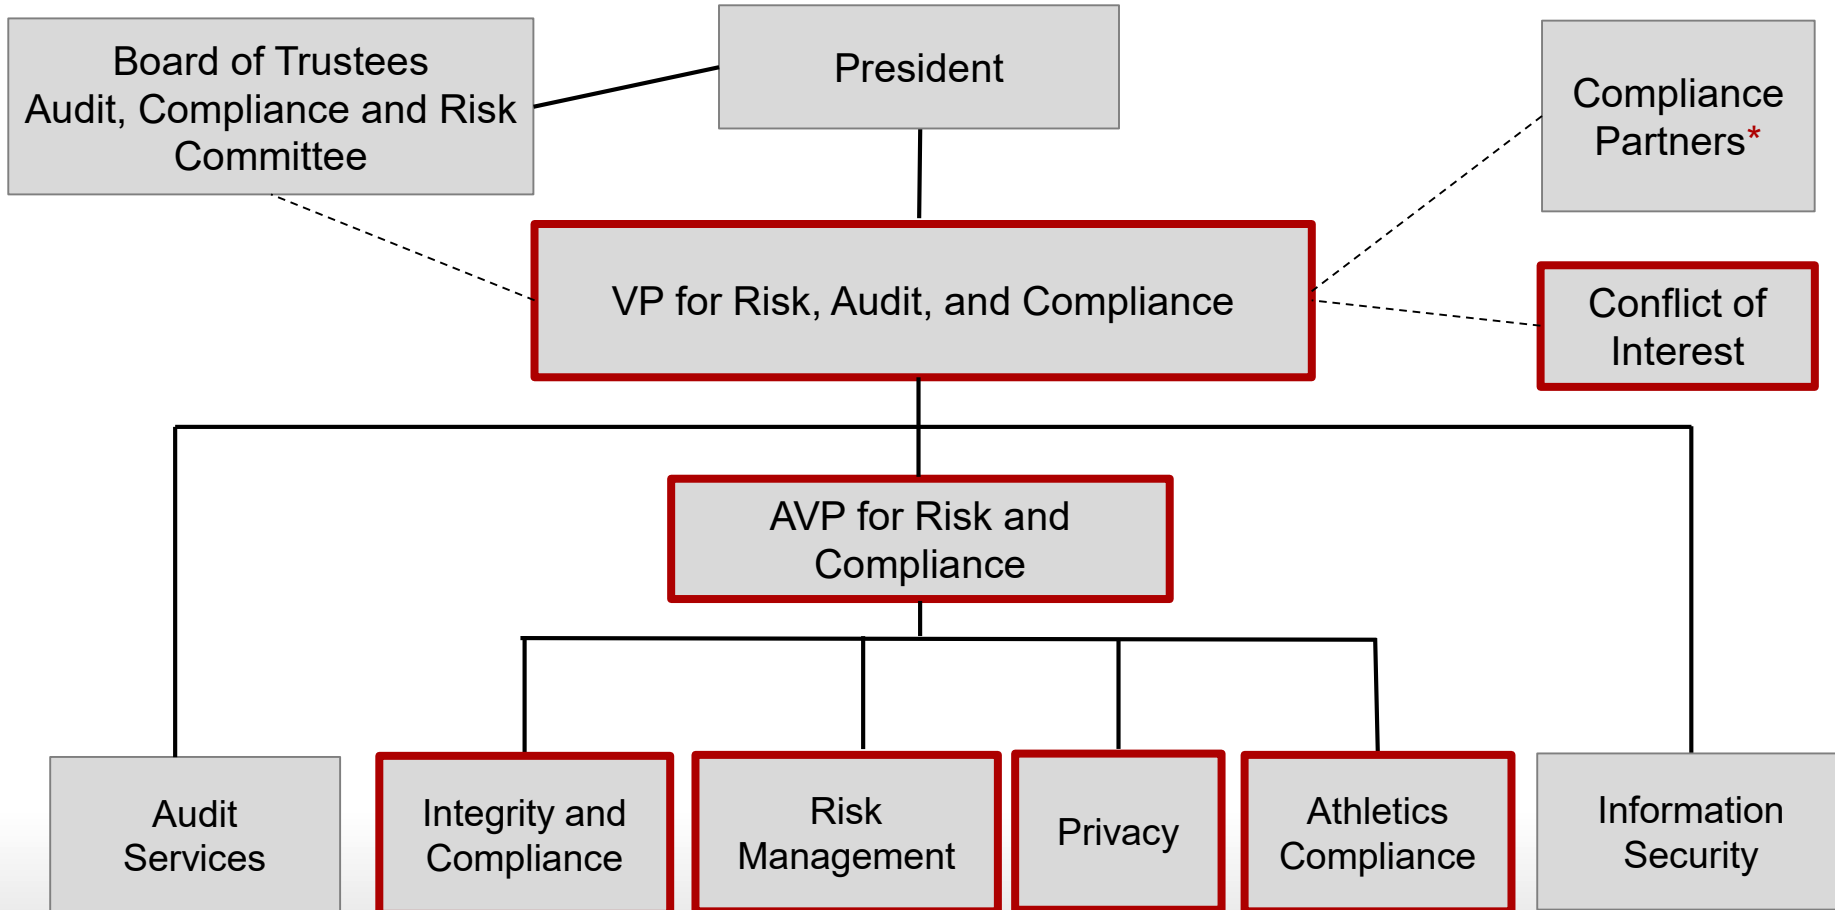 Board of Trustees
Audit, Compliance and Risk
Committee
President
Compliance
Partners*
VP for Risk, Audit, and Compliance
Conflict of
Interest
AVP for Risk and
Compliance
Audit
Services
Integrity and
Compliance
Risk
Management
Privacy
Athletics
Compliance
Information
Security